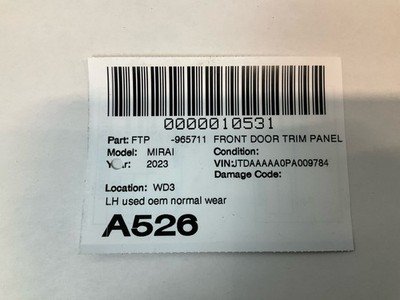 0000010531
Part: FTP -965711 FRONT DOOR TRIM PANEL
Model: MIRAI Condition:
Year: 2023 VIN:JTDAAAAA0PA009784
Damage Code:
Location: WD3
LH used oem normal wear
A526